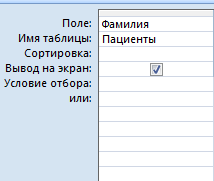 Поле: Фамилия
Имя таблицы: Пациенты
Сортировка:
Вывод на экран:
Условие отбора:
или: